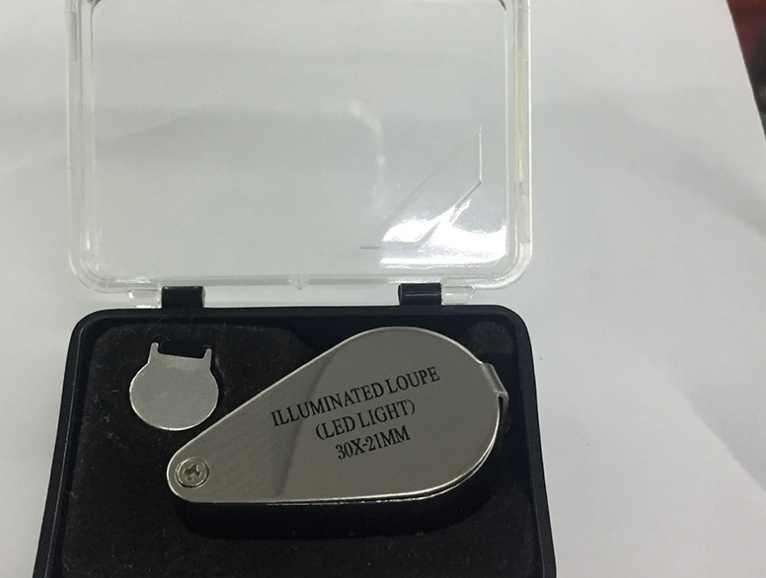 ILLUMINATED LOUPE
(LED LIGHT)
30X-21MM